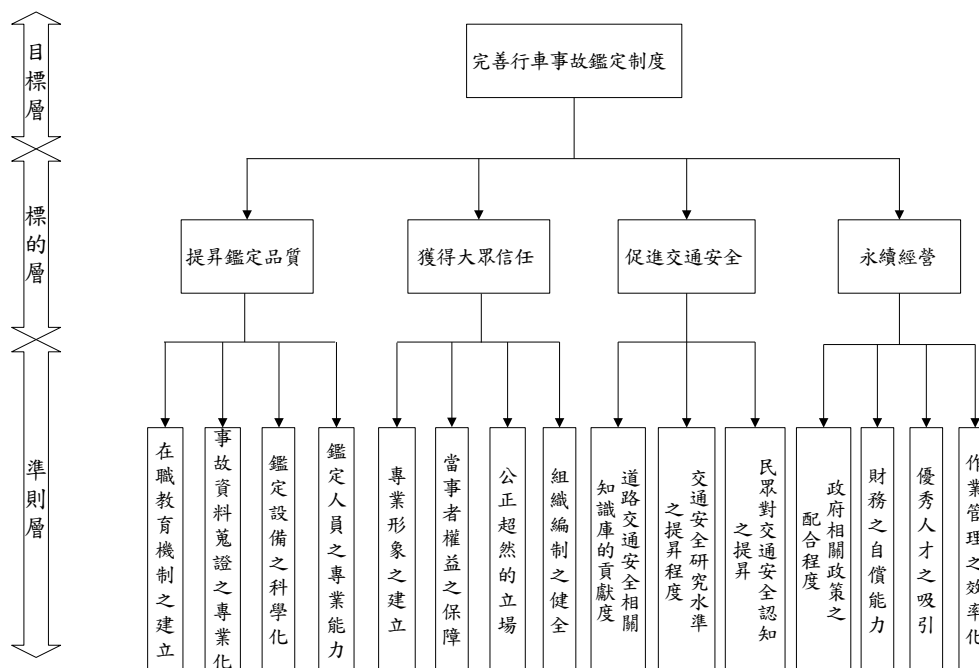 目標層
完善行車事故鑑定制度
標的層
提昇鑑定品質
獲得大眾信任
促進交通安全
永續經營
準則層
在職教育機制之建立
事故資料蒐證之專業化
鑑定設備之科學化
鑑定人員之專業能力
專業形象之建立
當事者權益之保障
公正超然的立場
組織編制之健全
道路交通安全相關
知識庫的貢獻度
交通安全研究水準
之提昇程度
民眾對交通安全認知
之提昇
政府相關政策之
配合程度
財務之自償能力
優秀人才之吸引
作業管理之效率化